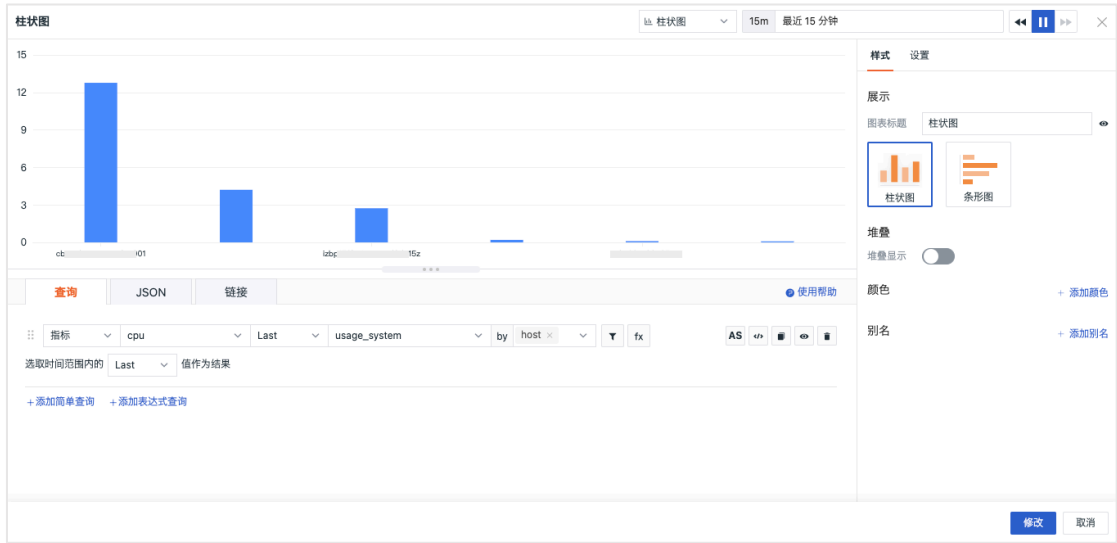 柱状图
柱状图 15m 最近 15 分钟
15
12
9
6
3
0
cb 01 izbp 15z
样式 设置
展示
图表标题 柱状图
柱状图 条形图
堆叠
堆叠显示
颜色 + 添加颜色
别名 + 添加别名
查询 JSON 链接 使用帮助
指标 cpu Last usage_system by host × fx AS </>
选取时间范围内的 Last 值作为结果
+添加简单查询 +添加表达式查询
修改 取消